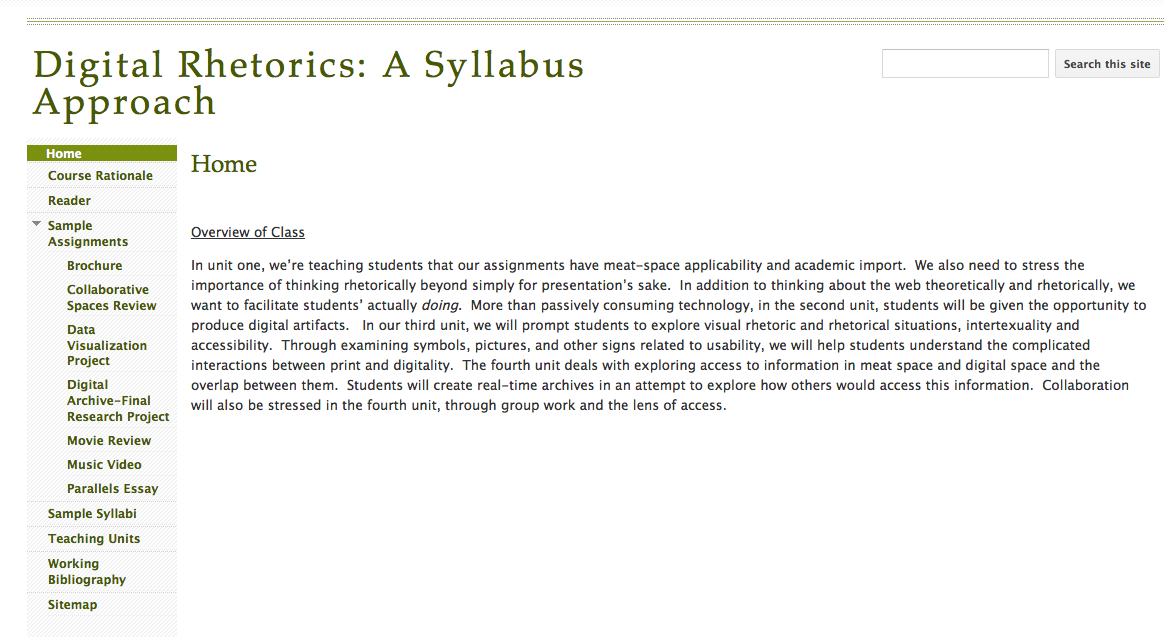 Digital Rhetorics: A Syllabus
Approach
Search this site
Home
Course Rationale
Reader
Sample
Assignments
Brochure
Collaborative
Spaces Review
Data
Visualization
Project
Digital
Archive-Final
Research Project
Movie Review
Music Video
Parallels Essay
Sample Syllabi
Teaching Units
Working
Bibliography
Sitemap
Home
Overview of Class
In unit one, we're teaching students that our assignments have meat-space applicability and academic import.  We also need to stress the
importance of thinking rhetorically beyond simply for presentation's sake.  In addition to thinking about the web theoretically and rhetorically, we
want to facilitate students' actually doing.  More than passively consuming technology, in the second unit, students will be given the opportunity to
produce digital artifacts.   In our third unit, we will prompt students to explore visual rhetoric and rhetorical situations, intertexuality and
accessibility.  Through examining symbols, pictures, and other signs related to usability, we will help students understand the complicated
interactions between print and digitality.  The fourth unit deals with exploring access to information in meat space and digital space and the
overlap between them.  Students will create real-time archives in an attempt to explore how others would access this information.  Collaboration
will also be stressed in the fourth unit, through group work and the lens of access.